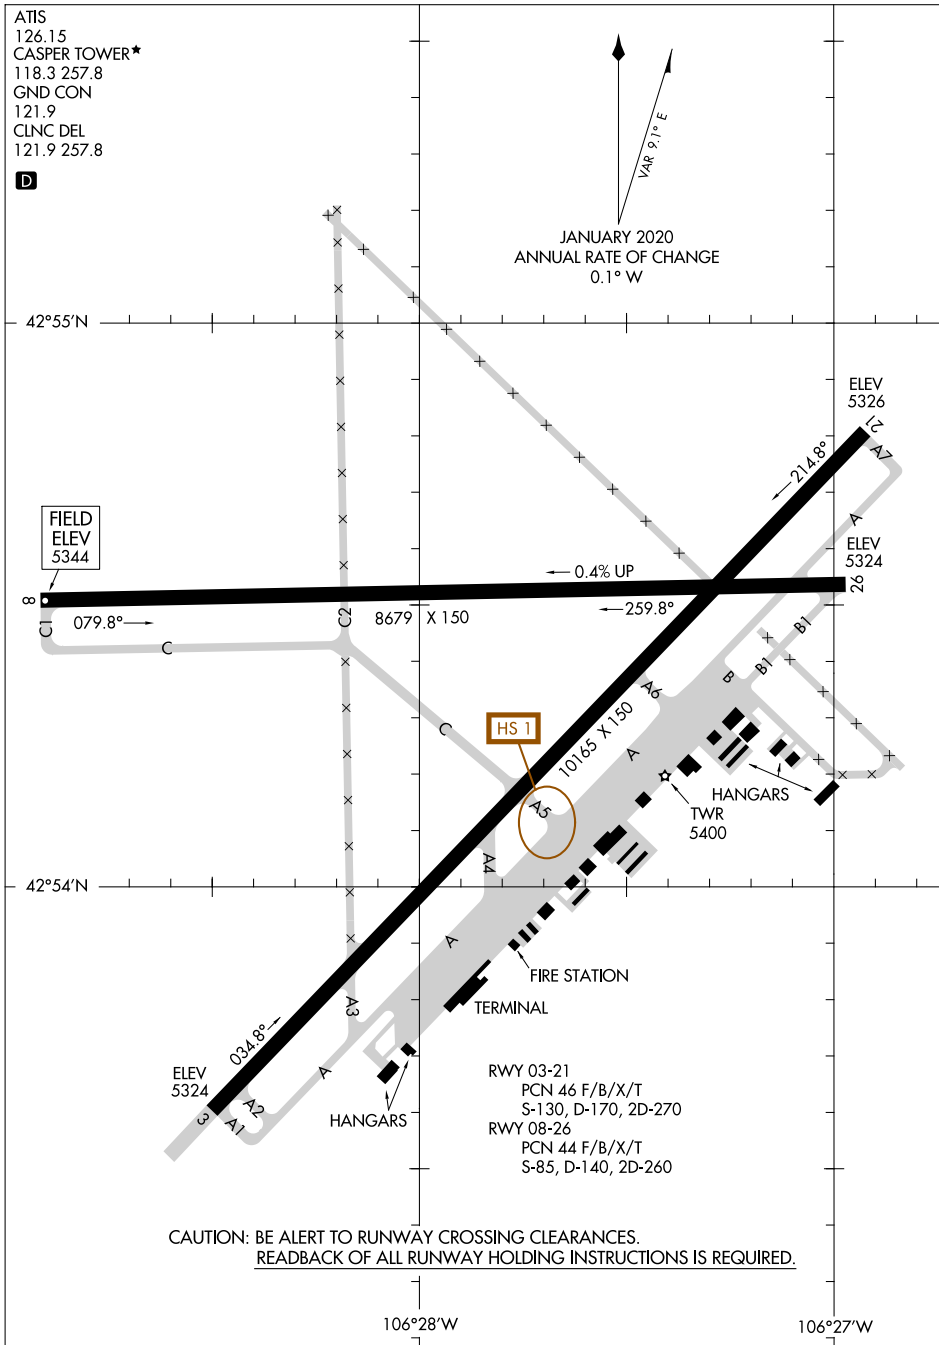 ATIS
126.15
CASPER TOWER★
118.3 257.8
GND CON
121.9
CLNC DEL
121.9 257.8
D
VAR 9.1° E
JANUARY 2020
ANNUAL RATE OF CHANGE
0.1° W
42°55'N
ELEV
5326
21
A7
214.8°
A
FIELD
ELEV
5344
ELEV
5324
0.4% UP
8
26
259.8°
C1
079.8°
C2
8679 X 150
B1
C
B
B1
A6
C
HS 1
10165 X 150
A
HANGARS
A5
TWR
5400
A4
42°54'N
A
FIRE STATION
A3
TERMINAL
034.8°
ELEV
5324
A
RWY 03-21
PCN 46 F/B/X/T
S-130, D-170, 2D-270
RWY 08-26
PCN 44 F/B/X/T
S-85, D-140, 2D-260
A2
3
A1
HANGARS
CAUTION: BE ALERT TO RUNWAY CROSSING CLEARANCES.
READBACK OF ALL RUNWAY HOLDING INSTRUCTIONS IS REQUIRED.
106°28'W
106°27'W